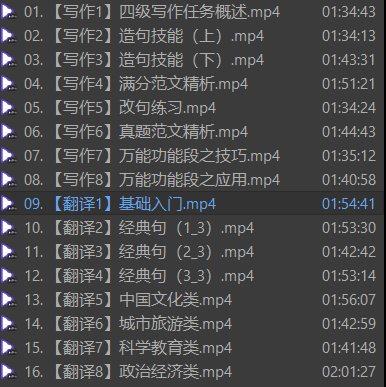 01.【写作1】四级写作任务概述.mp4 01:34:43
02.【写作2】造句技能（上）.mp4 01:34:13
03.【写作3】造句技能（下）.mp4 01:43:31
04.【写作4】满分范文精析.mp4 01:51:21
05.【写作5】改句练习.mp4 01:34:24
06.【写作6】真题范文精析.mp4 01:44:43
07.【写作7】万能功能段之技巧.mp4 01:35:12
08.【写作8】万能功能段之应用.mp4 01:40:58
09.【翻译1】基础入门.mp4 01:54:41
10.【翻译2】经典句（1_3）.mp4 01:53:30
11.【翻译3】经典句（2_3）.mp4 01:42:42
12.【翻译4】经典句（3_3）.mp4 01:53:14
13.【翻译5】中国文化类.mp4 01:56:07
14.【翻译6】城市旅游类.mp4 01:42:59
15.【翻译7】科学教育类.mp4 01:41:48
16.【翻译8】政治经济类.mp4 02:01:27